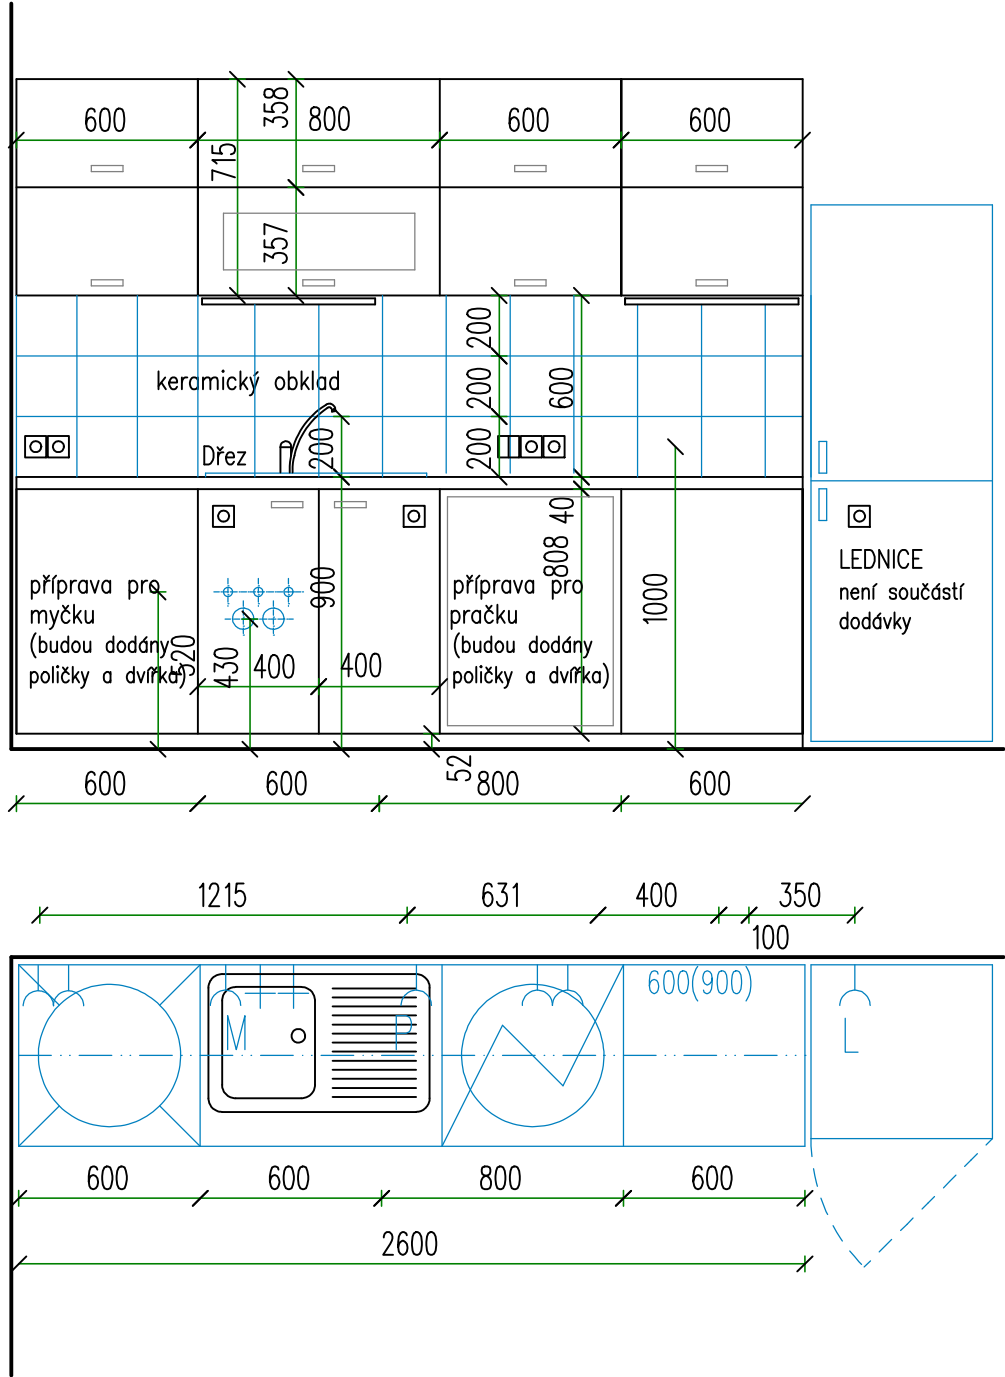 600
800
600
600
358
715
357
200
200
600
keramický obklad
200
200
Dřez
40
808
900
1000
příprava pro
myčku
(budou dodány
poličky a dvířka)
520
430
400
400
příprava pro
pračku
(budou dodány
poličky a dvířka)
LEDNICE
není součástí
dodávky
52
600
600
800
600
1215
631
400
350
100
600(900)
M
P
L
600
600
800
600
2600